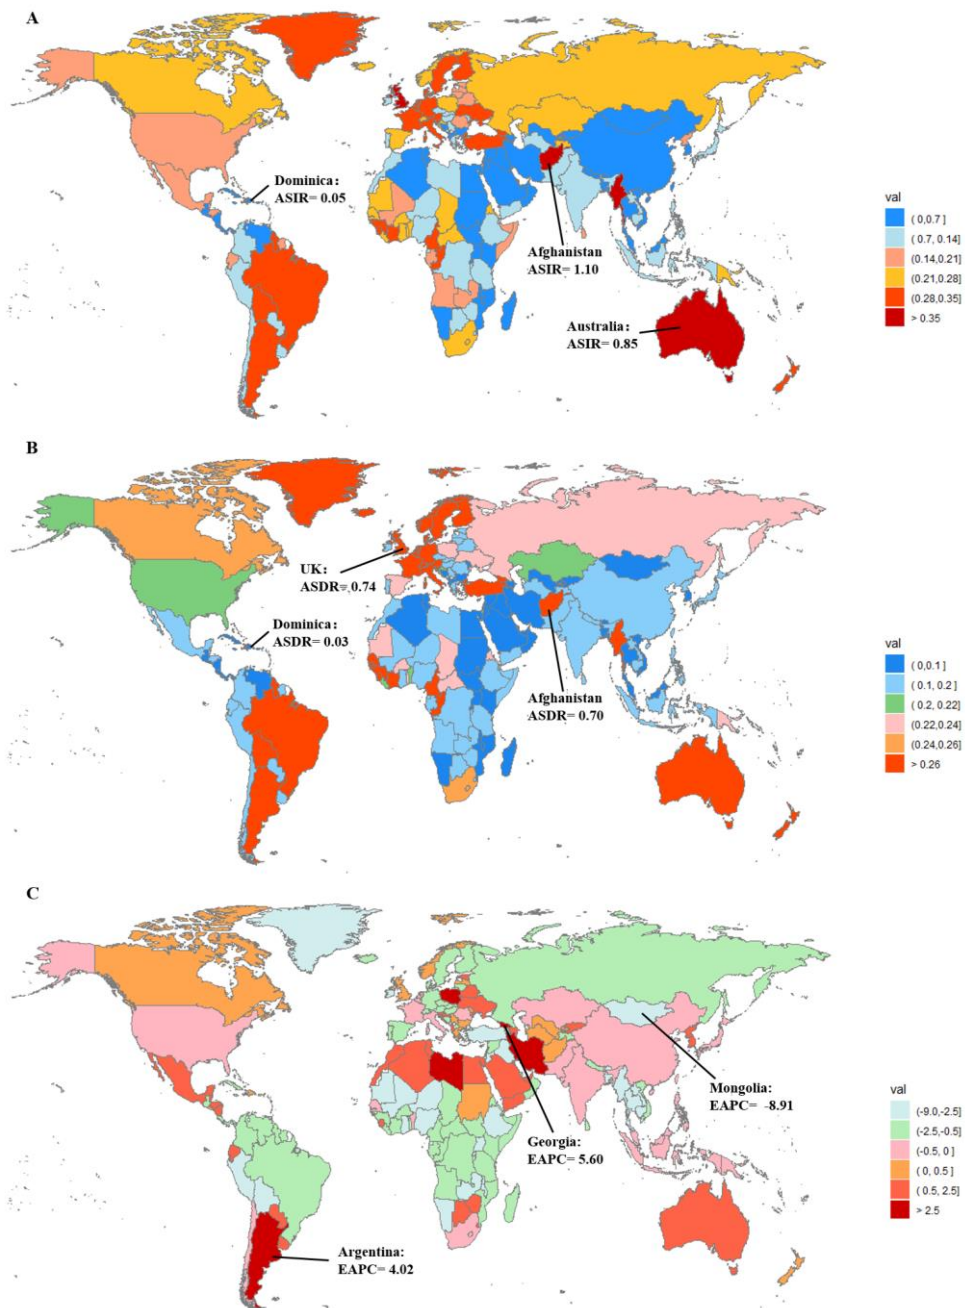 A
Dominica:
ASIR= 0.05
Afghanistan
ASIR= 1.10
Australia:
ASIR= 0.85
val
( 0,0.7 ]
( 0.7, 0.14]
(0.14,0.21]
(0.21,0.28]
(0.28,0.35]
> 0.35
B
UK:
ASDR= 0.74
Dominica:
ASDR= 0.03
Afghanistan
ASDR= 0.70
val
( 0,0.1 ]
( 0.1, 0.2 ]
( 0.2, 0.22]
(0.22,0.24]
(0.24,0.26]
> 0.26
C
Mongolia:
EAPC= -8.91
Georgia:
EAPC= 5.60
Argentina:
EAPC= 4.02
val
(-9.0,-2.5]
(-2.5,-0.5]
(-0.5, 0 ]
( 0, 0.5 ]
( 0.5, 2.5]
> 2.5